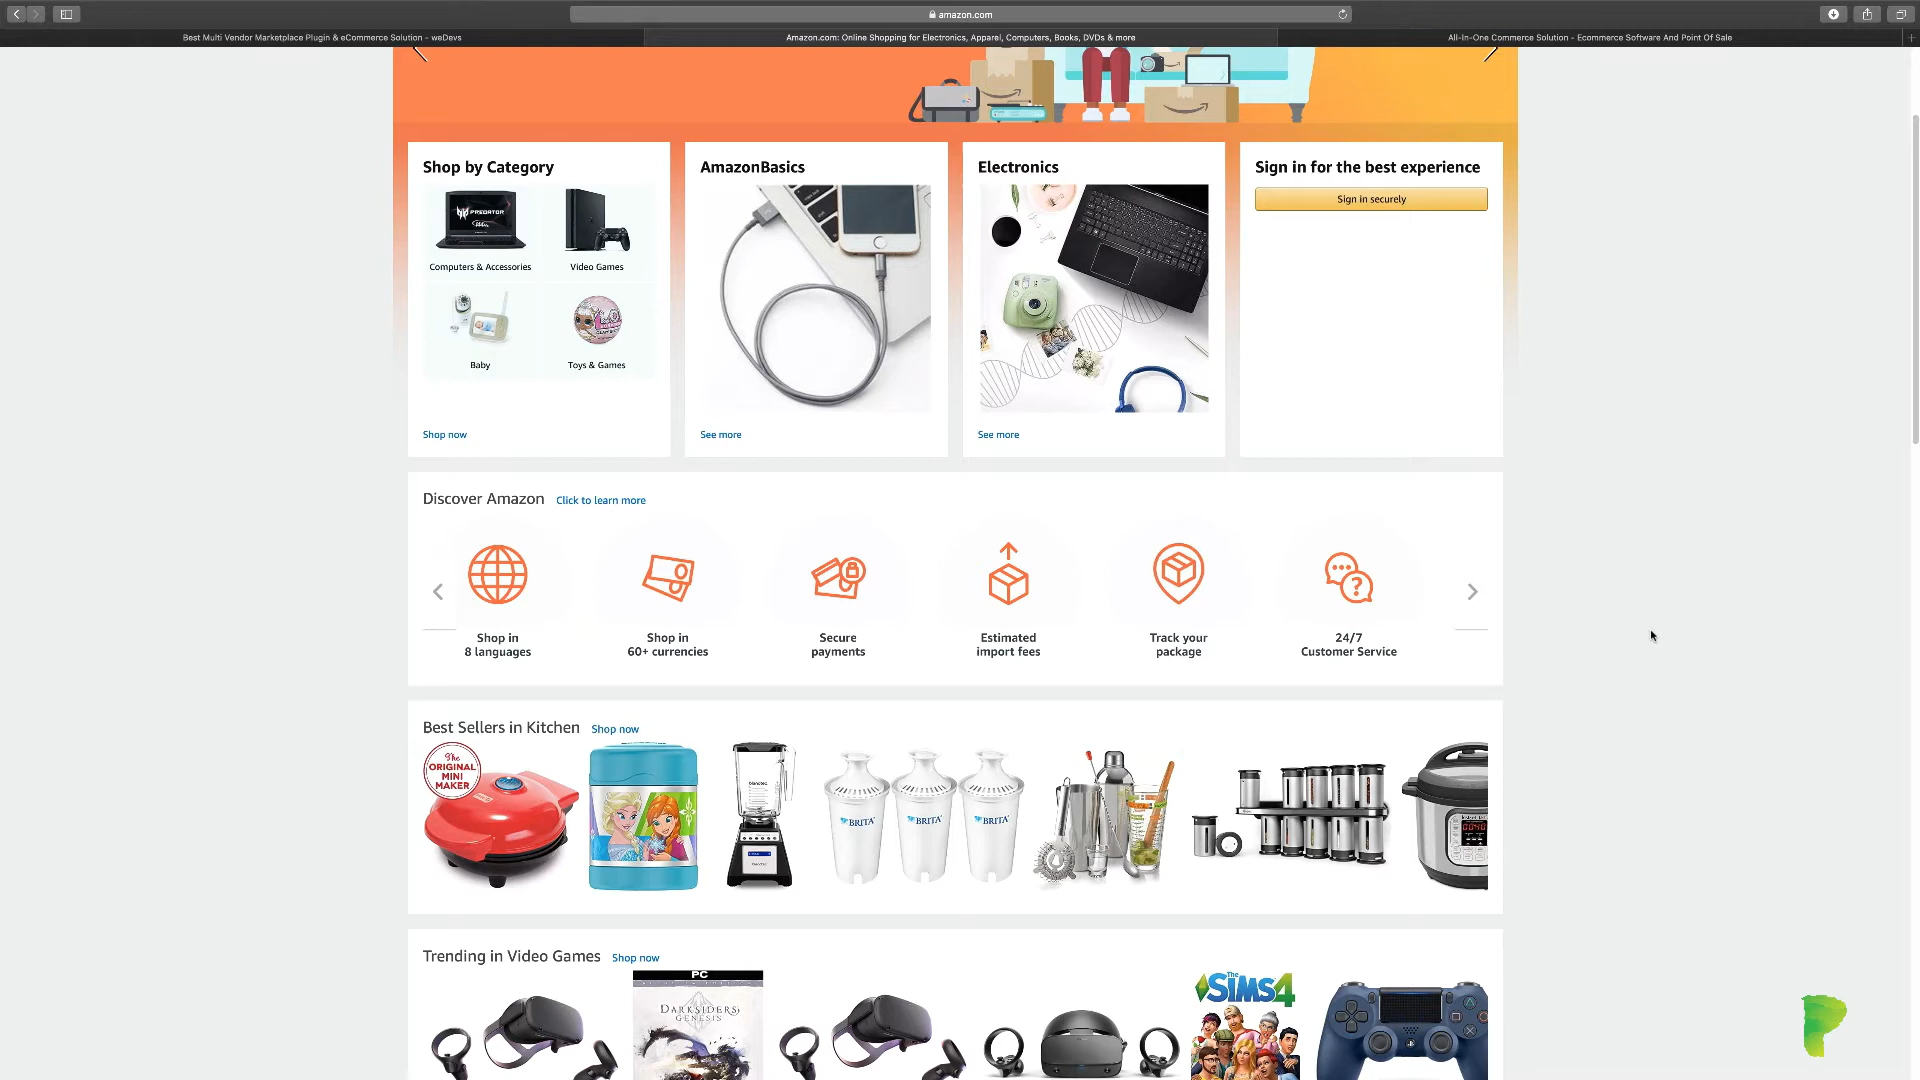 amazon.com
Best Multi Vendor Marketplace Plugin & eCommerce Solution - weDevs
Amazon.com: Online Shopping for Electronics, Apparel, Computers, Books, DVDs & more
All-In-One Commerce Solution - Ecommerce Software And Point Of Sale
Shop by Category
PREDATOR
Computers & Accessories
Video Games
Baby
Toys & Games
Shop now
AmazonBasics
See more
Electronics
See more
Sign in for the best experience
Sign in securely
Discover Amazon Click to learn more
Shop in
8 languages
Shop in
60+ currencies
Secure
payments
Estimated
import fees
Track your
package
24/7
Customer Service
Best Sellers in Kitchen Shop now
The
ORIGINAL
MINI
MAKER
BRITA
BRITA
BRITA
Trending in Video Games Shop now
PC
DARKSIDERS
GENESIS
The
SIMS4